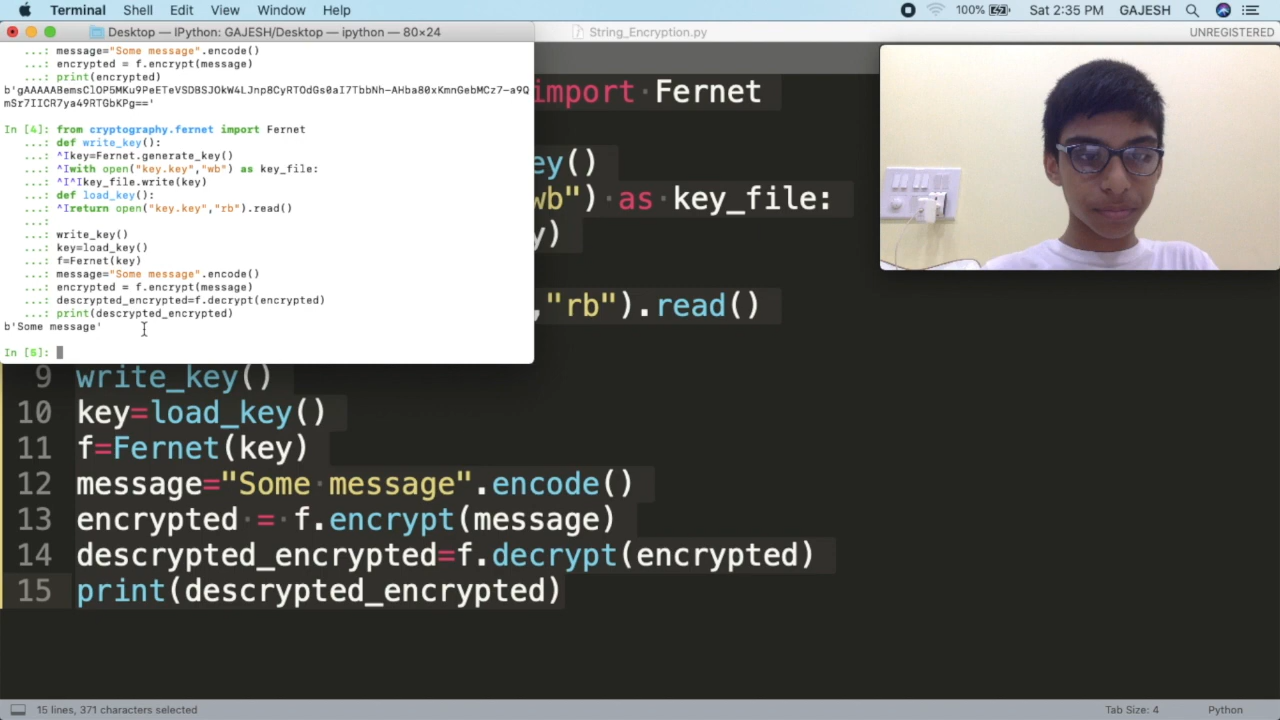 Terminal Shell Edit View Window Help 100% Sat 2:35 PM GAJESH
Desktop — IPython: GAJESH/Desktop — ipython — 80×24
...: message="Some message".encode()
...: encrypted = f.encrypt(message)
...: print(encrypted)
mSr7IICR7ya49RTGbKPg=='
In [4]: from cryptography.fernet import Fernet
...: def write_key():
...: ^Ikey=Fernet.generate_key()
...: ^Iwith open("key.key","wb") as key_file:
...: ^I^Ikey_file.write(key)
...: def load_key():
...: ^Ireturn open("key.key","rb").read()
...:
...: write_key()
...: key=load_key()
...: f=Fernet(key)
...: message="Some message".encode()
...: encrypted = f.encrypt(message)
...: descrypted_encrypted=f.decrypt(encrypted)
...: print(descrypted_encrypted)
b'Some message'
In [5]:
String_Encryption.py
UNREGISTERED
import Fernet
ey()
wb") as key_file:
y)
,"rb").read()
9 write_key()
10 key=load_key()
11 f=Fernet(key)
12 message="Some message".encode()
13 encrypted = f.encrypt(message)
14 descrypted_encrypted=f.decrypt(encrypted)
15 print(descrypted_encrypted)
15 lines, 371 characters selected
Tab Size: 4
Python